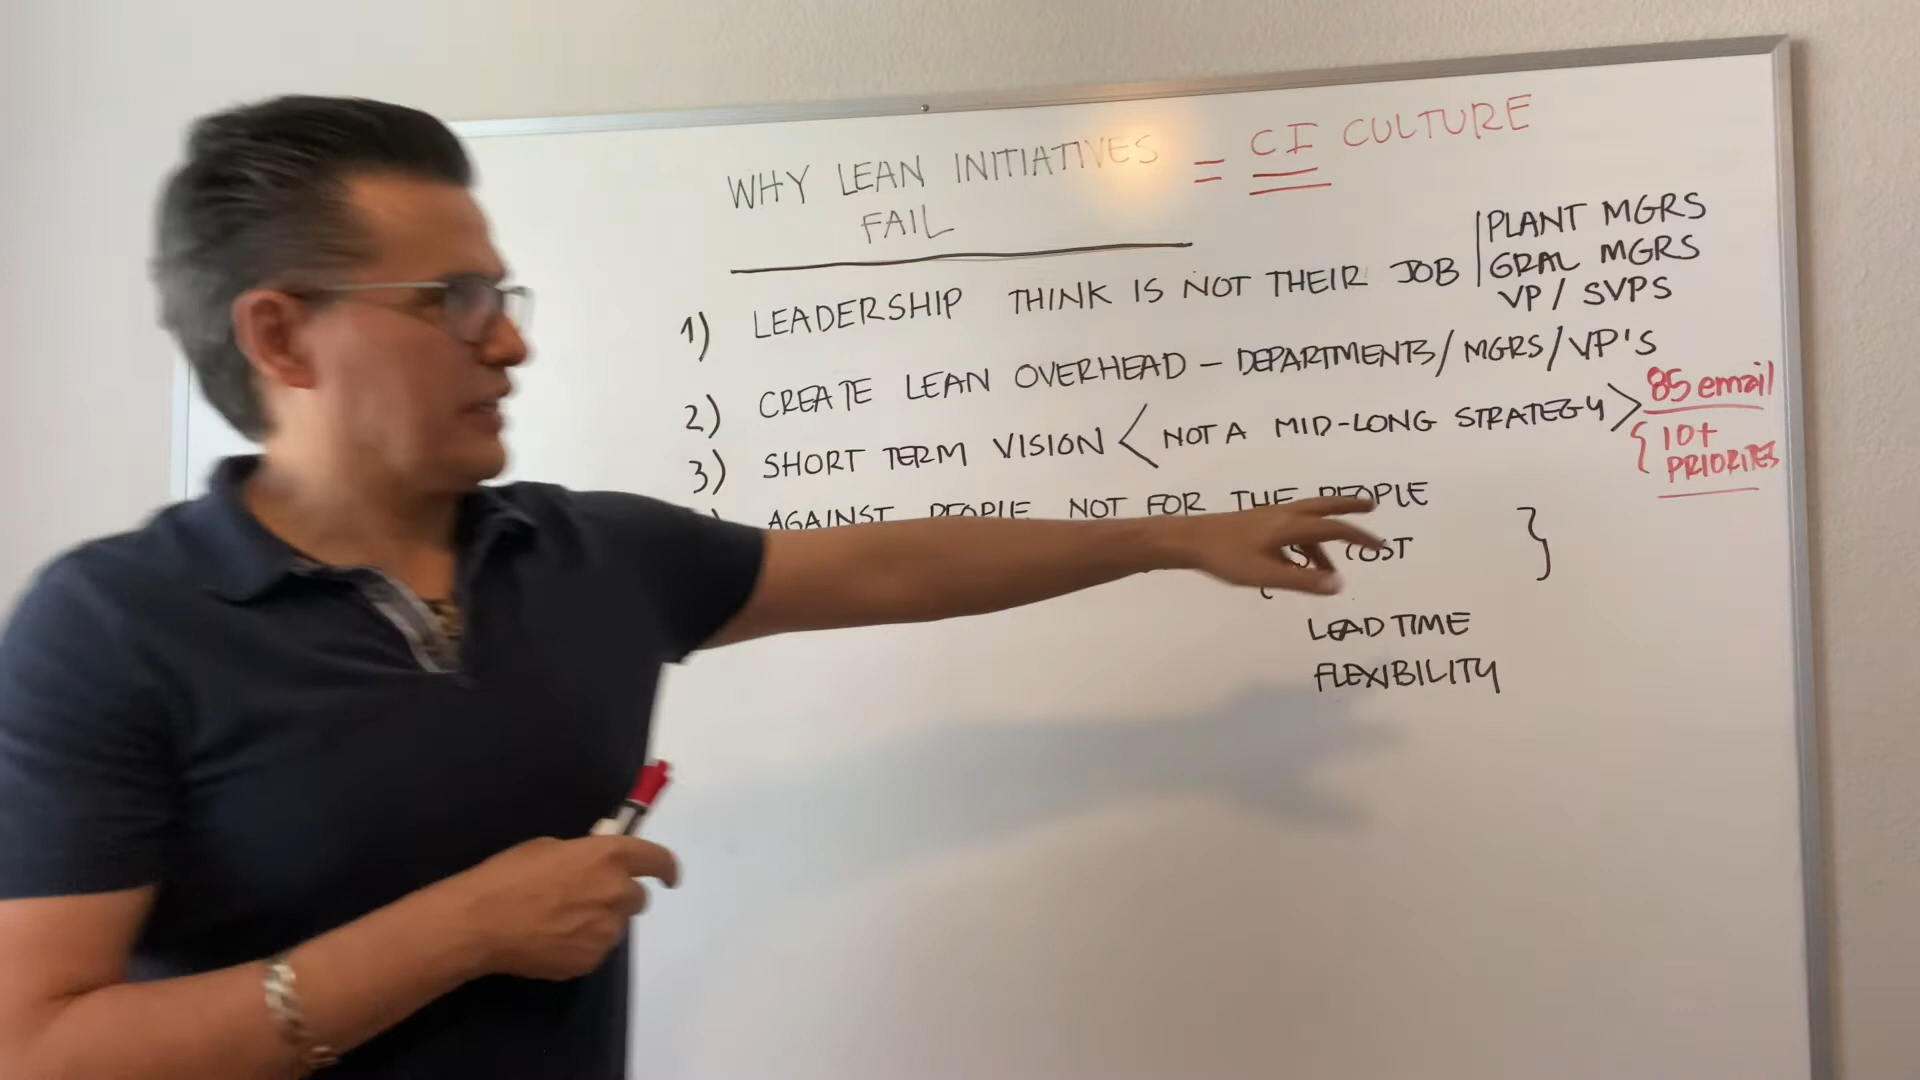 WHY LEAN INITIATIVES = CI CULTURE
FAIL
1) LEADERSHIP THINK IS NOT THEIR JOB
PLANT MGRS
GRAL MGRS
VP / SVPS
2) CREATE LEAN OVERHEAD - DEPARTMENTS/MGRS/VP'S
3) SHORT TERM VISION < NOT A MID-LONG STRATEGY >
85 email
{ 10+
PRIORITES
AGAINST PEOPLE NOT FOR THE PEOPLE
COST }
LEAD TIME
FLEXIBILITY